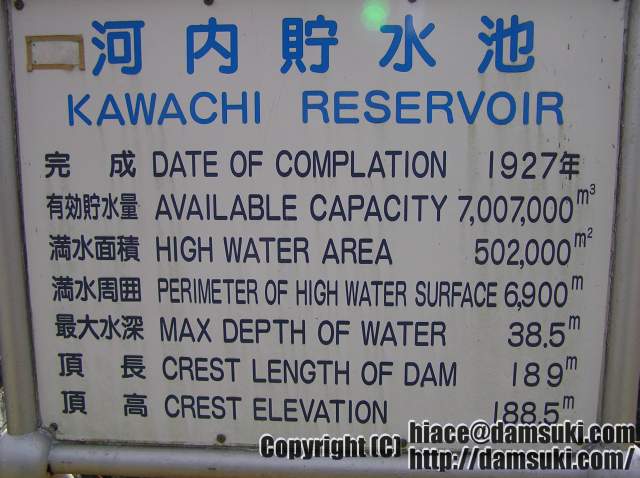 河内貯水池
KAWACHI RESERVOIR
完成 DATE OF COMPLATION 1927年
有効貯水量 AVAILABLE CAPACITY 7,007,000m³
満水面積 HIGH WATER AREA 502,000m²
満水周囲 PERIMETER OF HIGH WATER SURFACE 6,900m
最大水深 MAX DEPTH OF WATER 38.5m
頂長 CREST LENGTH OF DAM 189m
頂高 CREST ELEVATION 188.5m
Copyright (C) hiace@damsuki.com
http://damsuki.com/